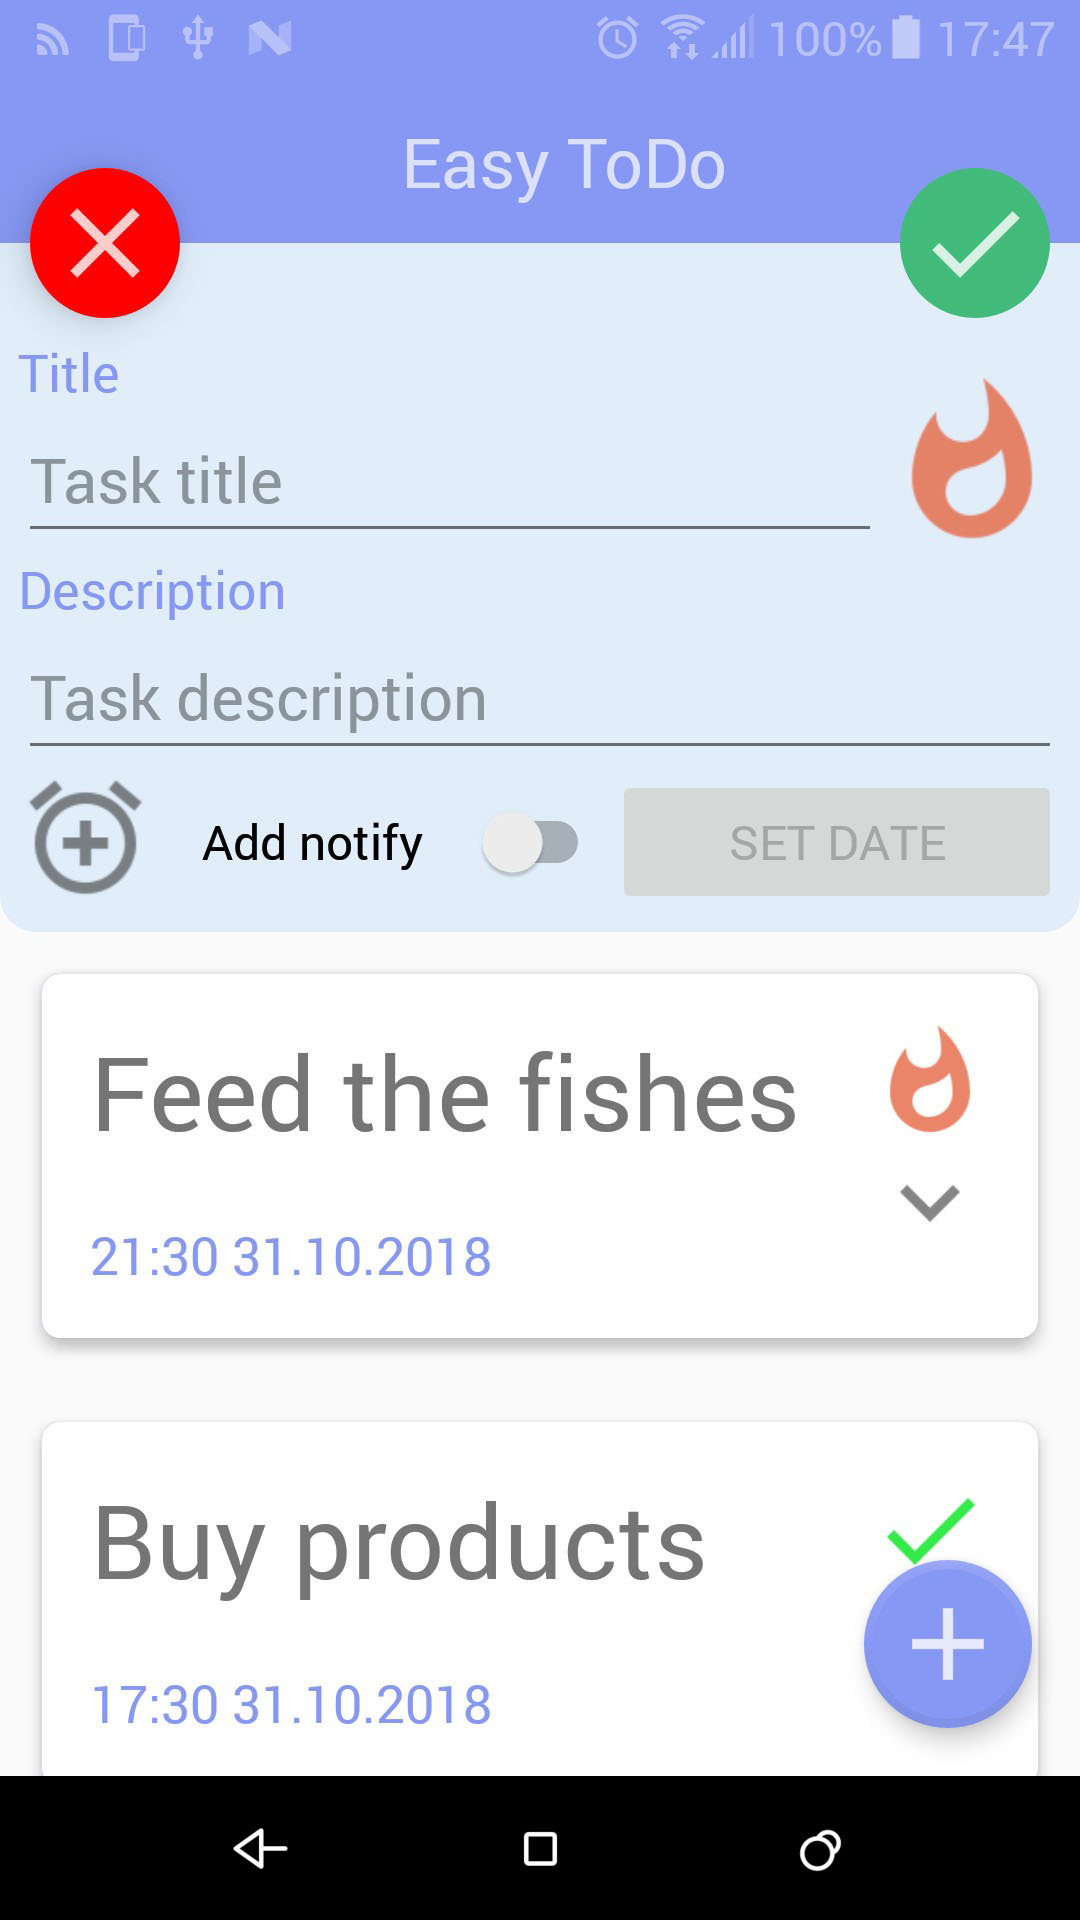 100% 17:47
Easy ToDo
Title
Task title
Description
Task description
Add notify
SET DATE
Feed the fishes
21:30 31.10.2018
Buy products
17:30 31.10.2018